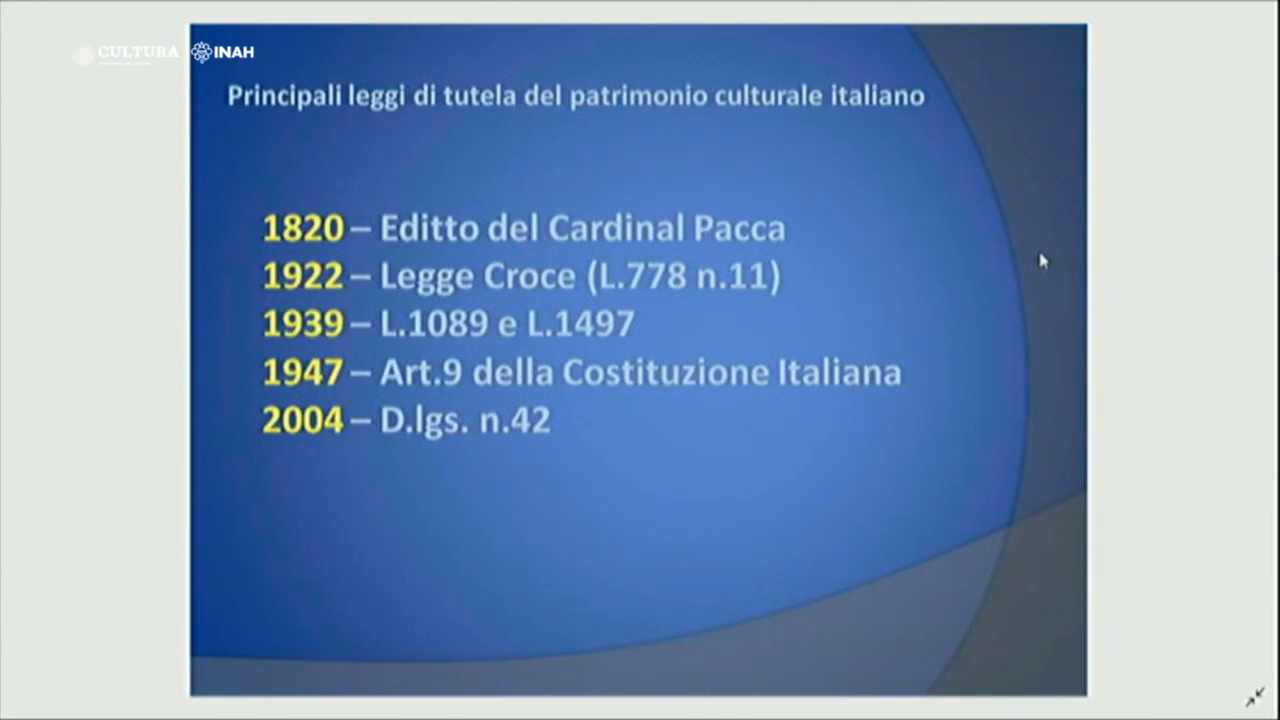 CULTURA INAH
Principali leggi di tutela del patrimonio culturale italiano
1820 – Editto del Cardinal Pacca
1922 – Legge Croce (L.778 n.11)
1939 – L.1089 e L.1497
1947 – Art.9 della Costituzione Italiana
2004 – D.lgs. n.42